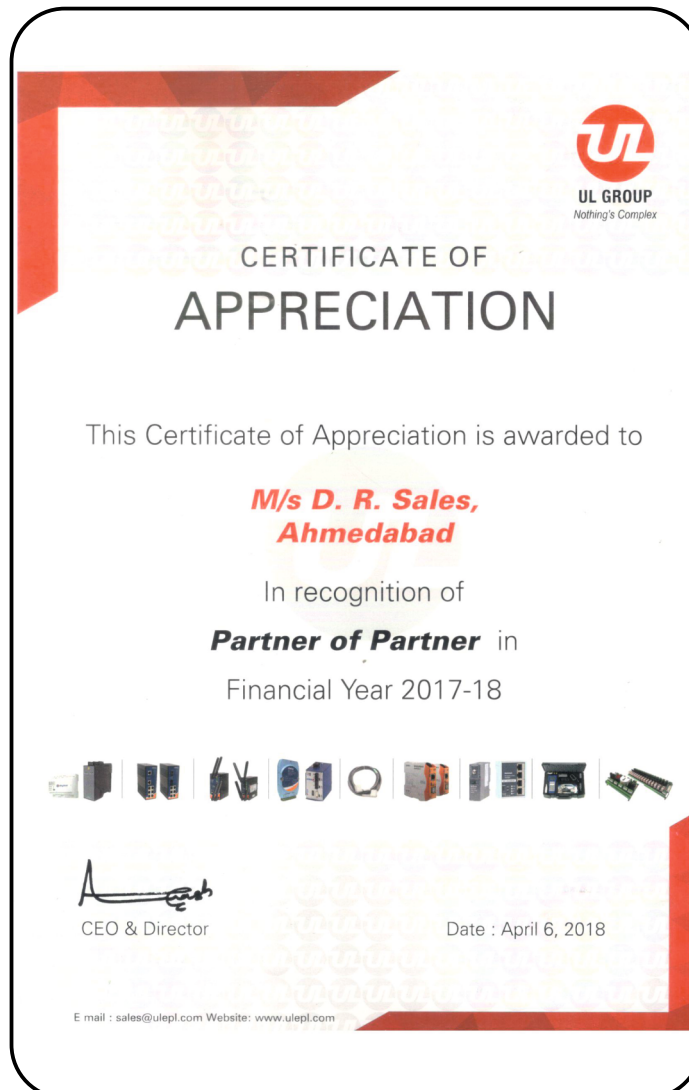 UL
UL GROUP
Nothing's Complex
CERTIFICATE OF
APPRECIATION
This Certificate of Appreciation is awarded to
M/s D. R. Sales,
Ahmedabad
In recognition of
Partner of Partner in
Financial Year 2017-18
CEO & Director
Date : April 6, 2018
E mail : sales@ulepl.com Website: www.ulepl.com